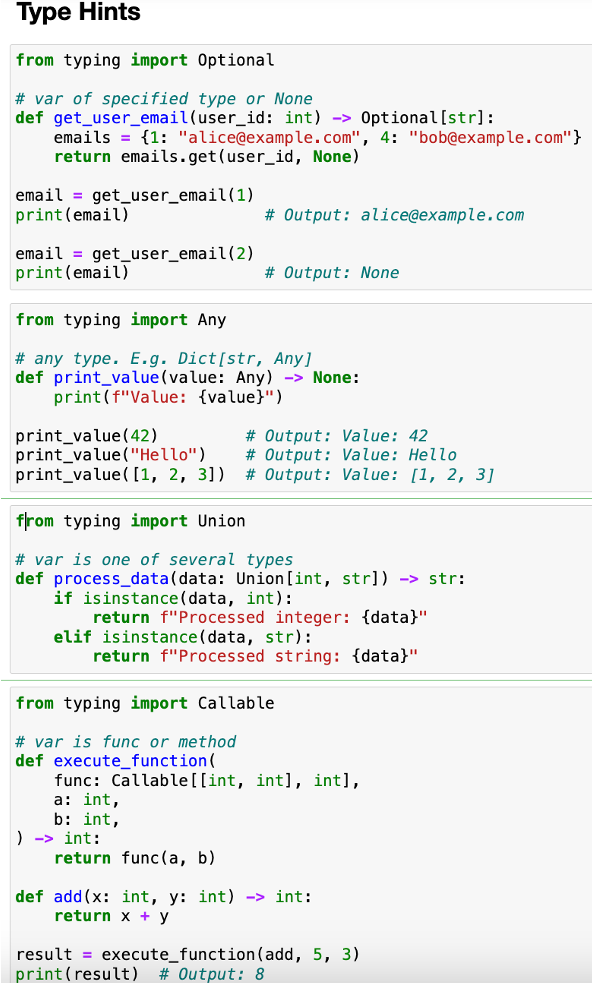 Type Hints
from typing import Optional
# var of specified type or None
def get_user_email(user_id: int) -> Optional[str]:
    emails = {1: "alice@example.com", 4: "bob@example.com"}
    return emails.get(user_id, None)
email = get_user_email(1)
print(email)              # Output: alice@example.com
email = get_user_email(2)
print(email)              # Output: None
from typing import Any
# any type. E.g. Dict[str, Any]
def print_value(value: Any) -> None:
    print(f"Value: {value}")
print_value(42)         # Output: Value: 42
print_value("Hello")    # Output: Value: Hello
print_value([1, 2, 3])  # Output: Value: [1, 2, 3]
from typing import Union
# var is one of several types
def process_data(data: Union[int, str]) -> str:
    if isinstance(data, int):
        return f"Processed integer: {data}"
    elif isinstance(data, str):
        return f"Processed string: {data}"
from typing import Callable
# var is func or method
def execute_function(
    func: Callable[[int, int], int],
    a: int,
    b: int,
) -> int:
    return func(a, b)
def add(x: int, y: int) -> int:
    return x + y
result = execute_function(add, 5, 3)
print(result)  # Output: 8